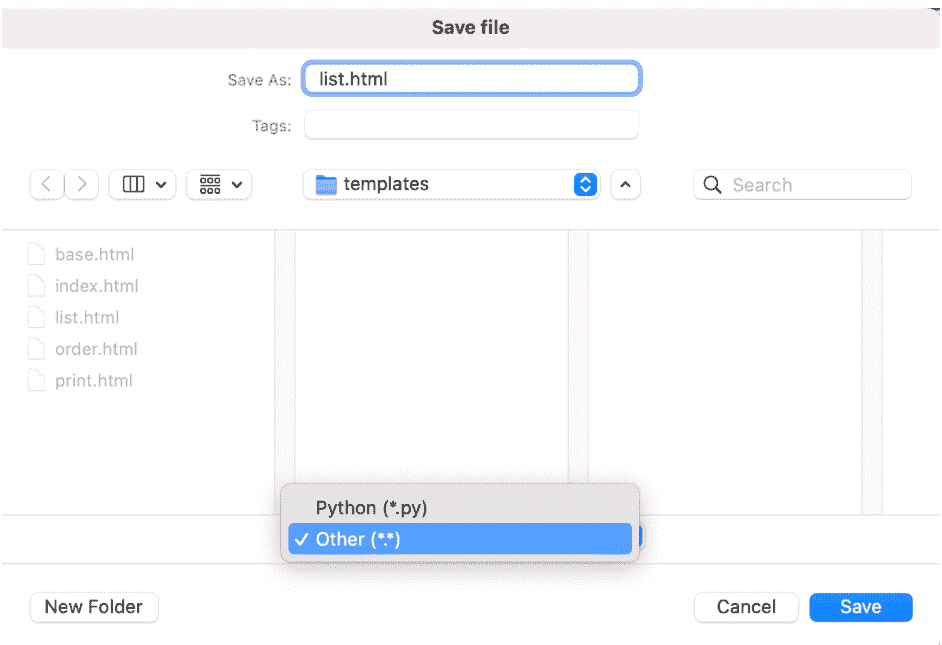 Save file
Save As: list.html
Tags:
templates
Search
base.html
index.html
list.html
order.html
print.html
Python (*.py)
✓ Other (*.*)
New Folder
Cancel
Save